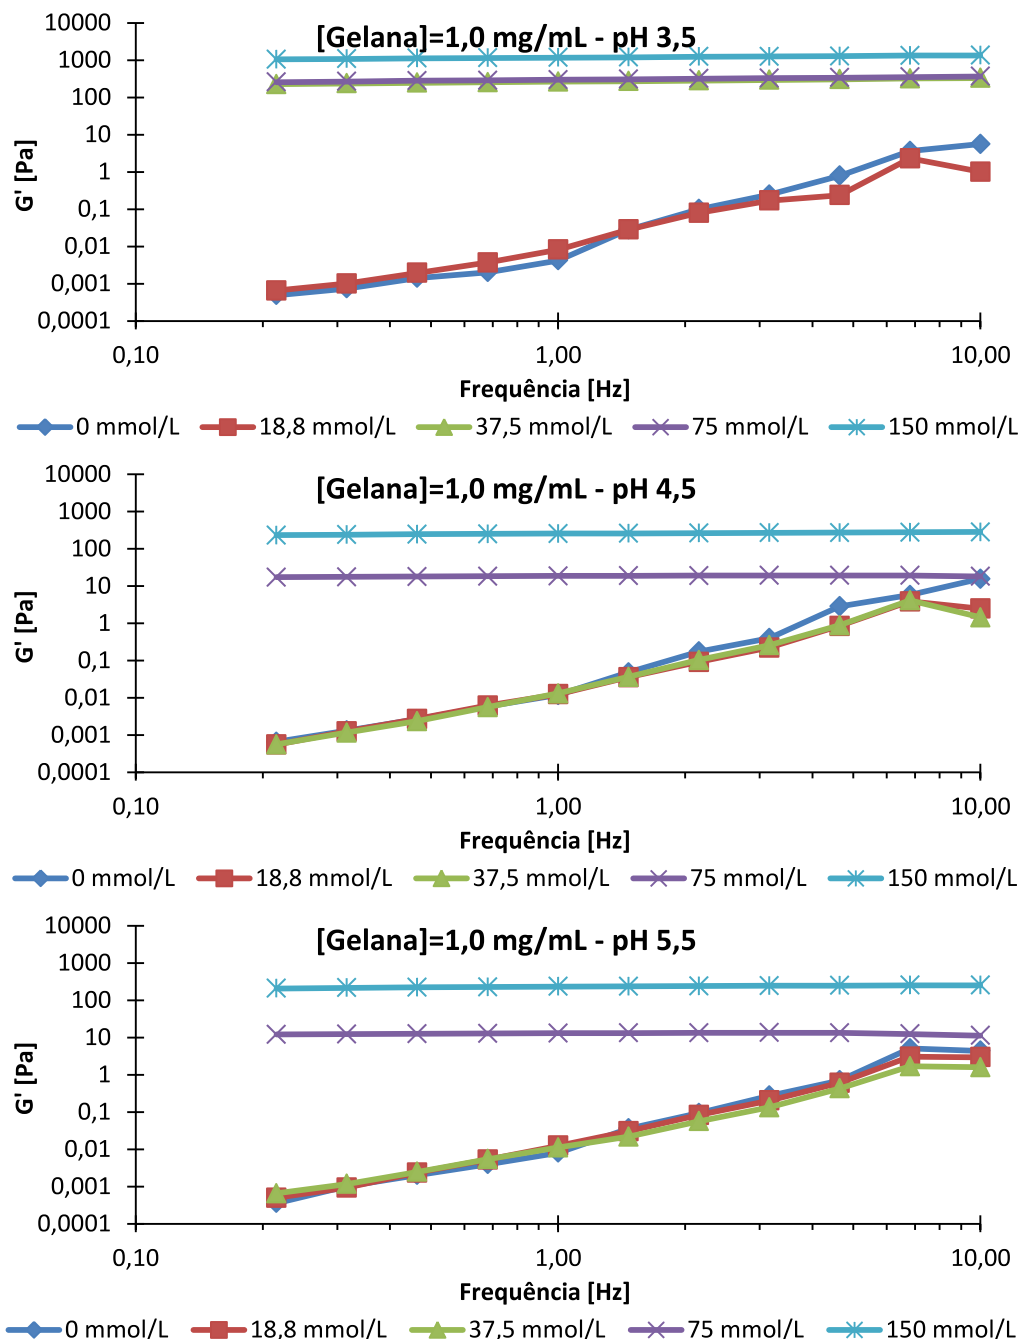 [Gelana]=1,0 mg/mL - pH 3,5
10000
1000
100
10
1
0,1
0,01
0,001
0,0001
G' [Pa]
0,10 1,00 10,00
Frequência [Hz]
0 mmol/L 18,8 mmol/L 37,5 mmol/L 75 mmol/L 150 mmol/L
[Gelana]=1,0 mg/mL - pH 4,5
10000
1000
100
10
1
0,1
0,01
0,001
0,0001
G' [Pa]
0,10 1,00 10,00
Frequência [Hz]
0 mmol/L 18,8 mmol/L 37,5 mmol/L 75 mmol/L 150 mmol/L
[Gelana]=1,0 mg/mL - pH 5,5
10000
1000
100
10
1
0,1
0,01
0,001
0,0001
G' [Pa]
0,10 1,00 10,00
Frequência [Hz]
0 mmol/L 18,8 mmol/L 37,5 mmol/L 75 mmol/L 150 mmol/L